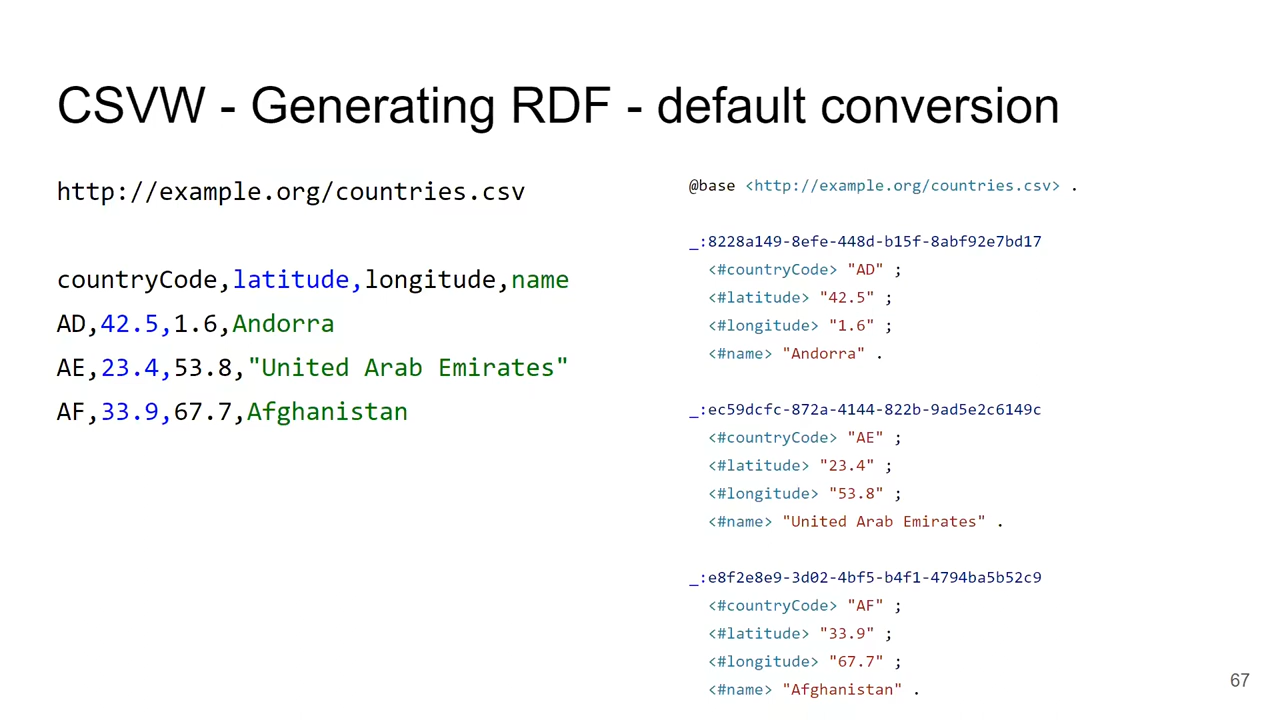 CSVW - Generating RDF - default conversion
http://example.org/countries.csv
countryCode,latitude,longitude,name
AD,42.5,1.6,Andorra
AE,23.4,53.8,"United Arab Emirates"
AF,33.9,67.7,Afghanistan
@base <http://example.org/countries.csv> .
_:8228a149-8efe-448d-b15f-8abf92e7bd17
<#countryCode> "AD" ;
<#latitude> "42.5" ;
<#longitude> "1.6" ;
<#name> "Andorra" .
_:ec59dcfc-872a-4144-822b-9ad5e2c6149c
<#countryCode> "AE" ;
<#latitude> "23.4" ;
<#longitude> "53.8" ;
<#name> "United Arab Emirates" .
_:e8f2e8e9-3d02-4bf5-b4f1-4794ba5b52c9
<#countryCode> "AF" ;
<#latitude> "33.9" ;
<#longitude> "67.7" ;
<#name> "Afghanistan" .
67